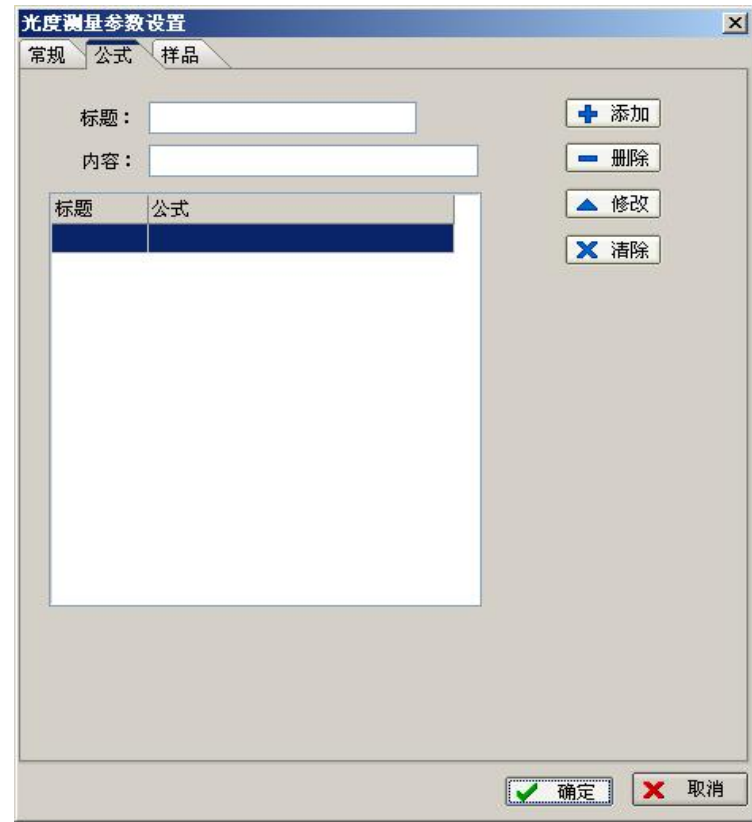 光度测量参数设置
常规 公式 样品
标题：
添加
内容：
删除
标题 公式
修改
清除
确定 取消